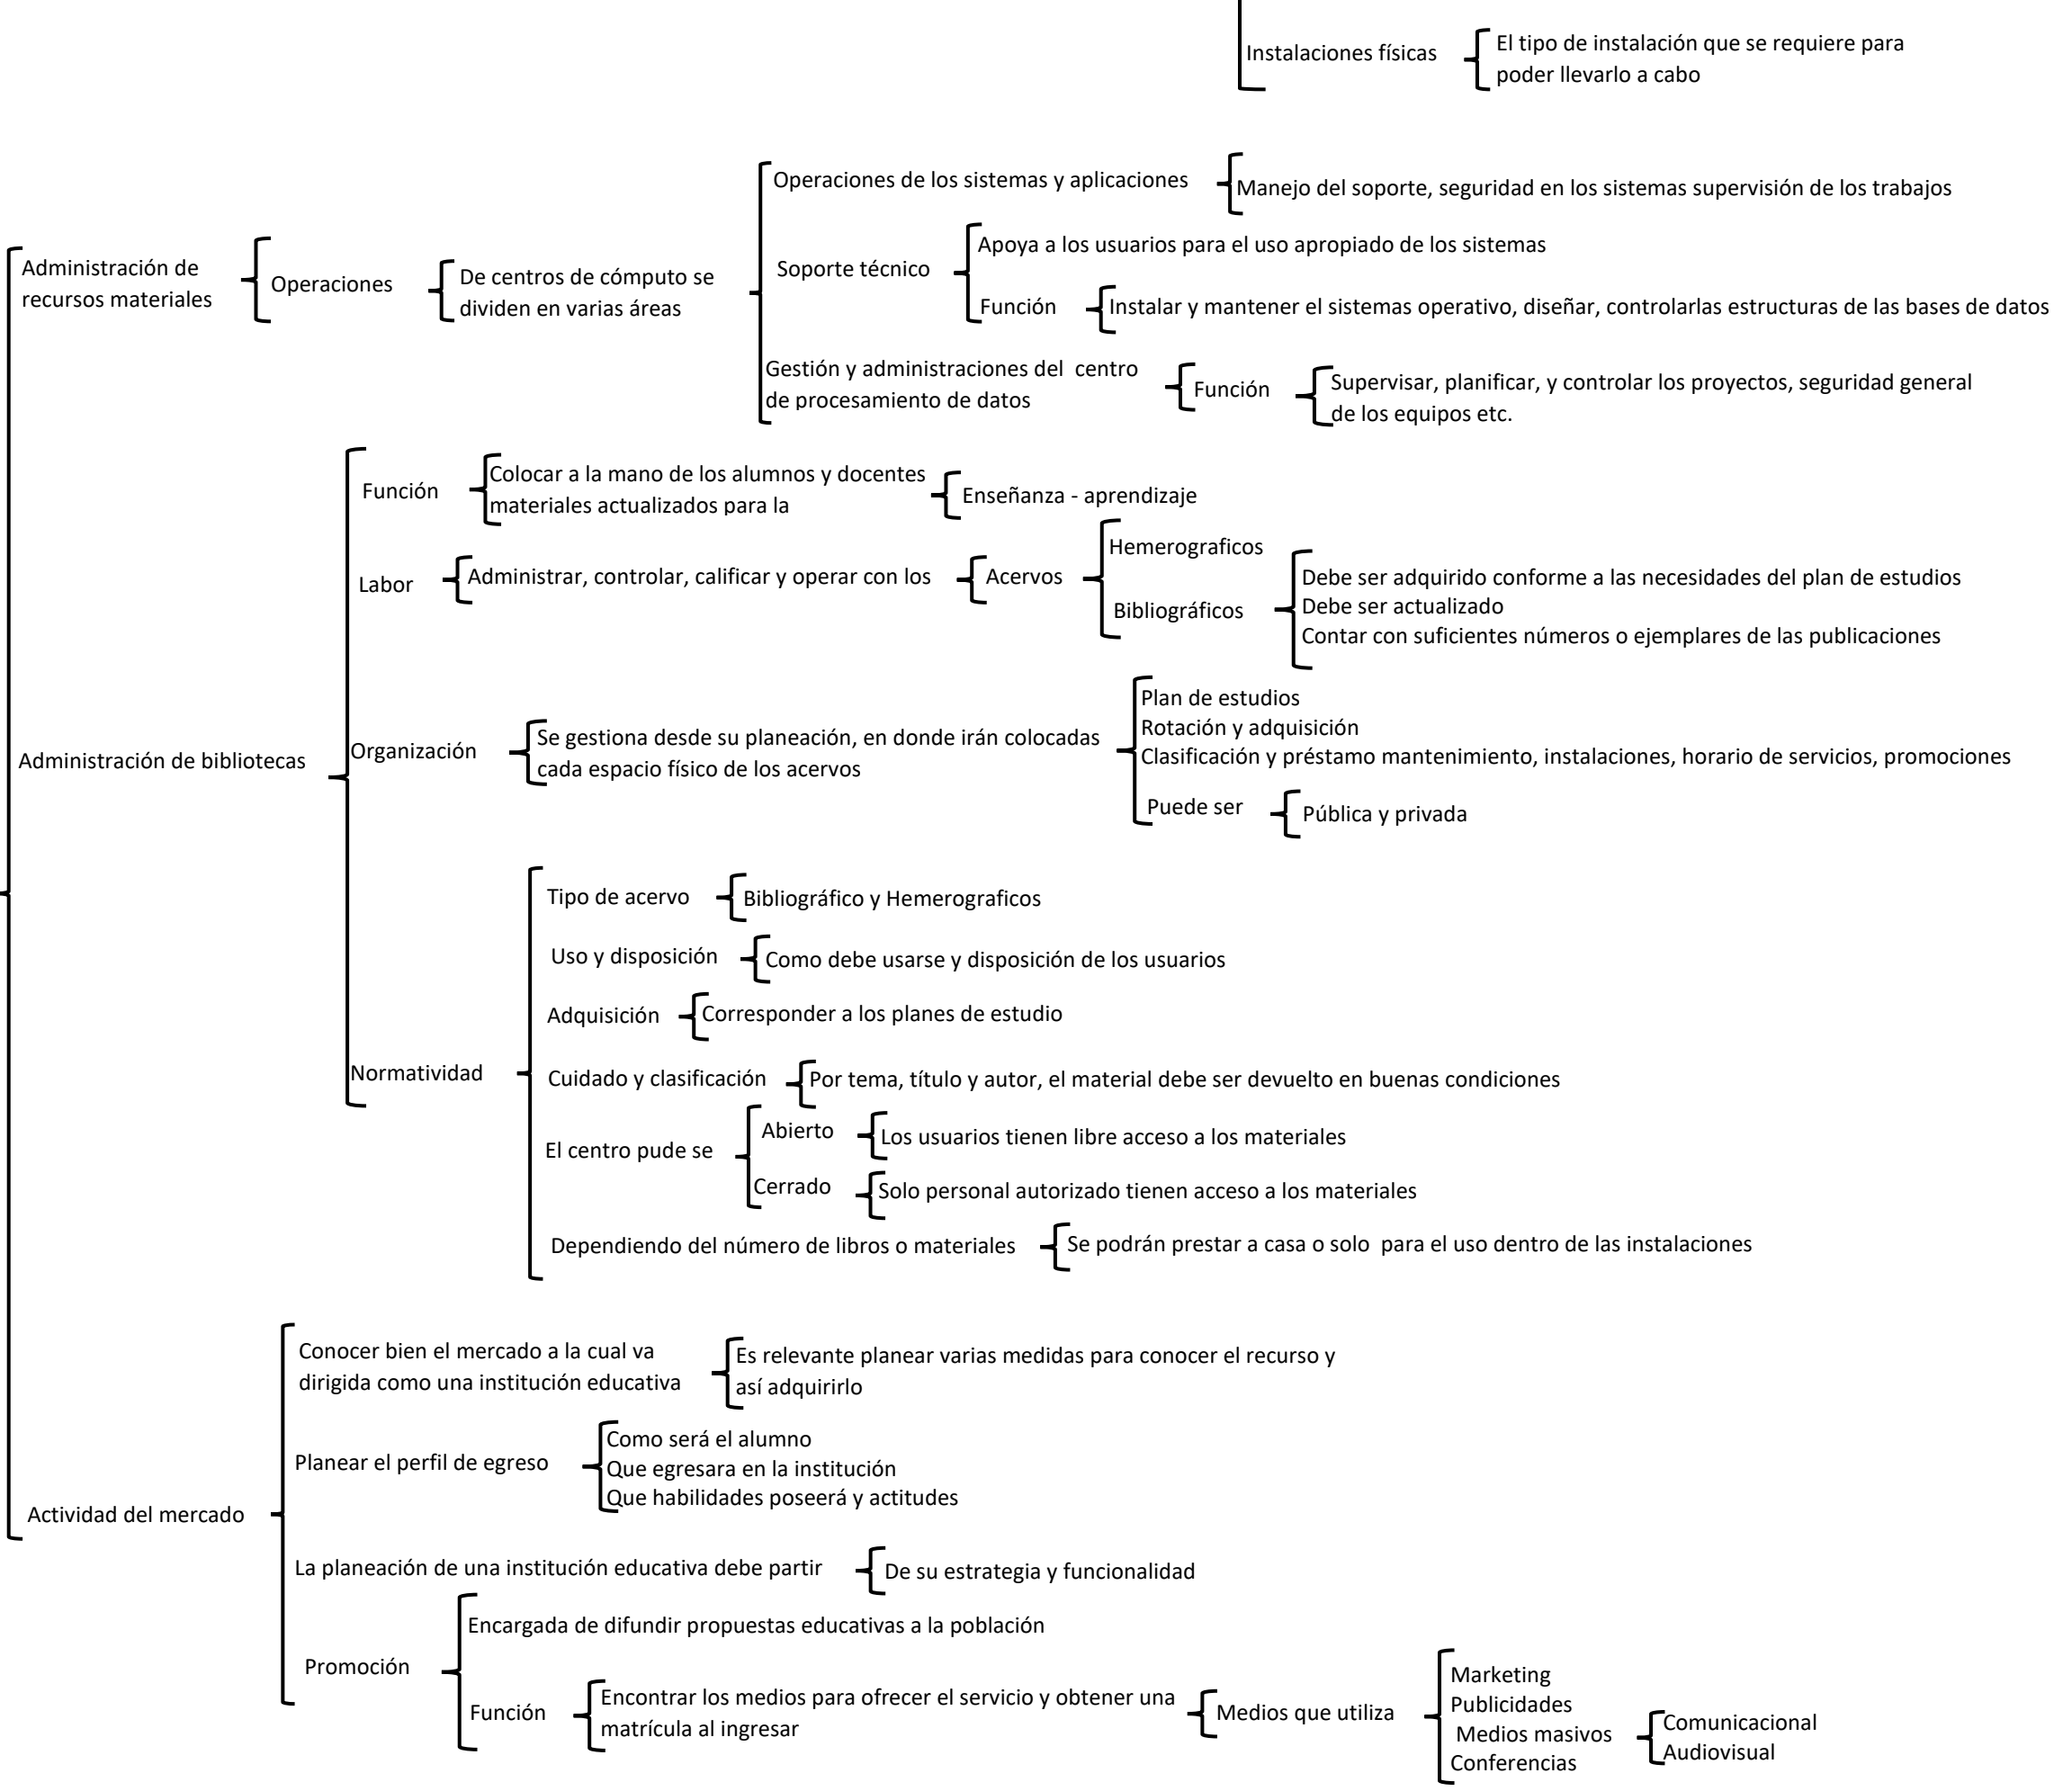 Instalaciones físicas
El tipo de instalación que se requiere para
poder llevarlo a cabo
Administración de
recursos materiales
Operaciones
De centros de cómputo se
dividen en varias áreas
Operaciones de los sistemas y aplicaciones
Manejo del soporte, seguridad en los sistemas supervisión de los trabajos
Soporte técnico
Apoya a los usuarios para el uso apropiado de los sistemas
Función
Instalar y mantener el sistemas operativo, diseñar, controlarlas estructuras de las bases de datos
Gestión y administraciones del  centro
de procesamiento de datos
Función
Supervisar, planificar, y controlar los proyectos, seguridad general
de los equipos etc.
Administración de bibliotecas
Función
Colocar a la mano de los alumnos y docentes
materiales actualizados para la
Enseñanza - aprendizaje
Labor
Administrar, controlar, calificar y operar con los
Acervos
Hemerograficos
Bibliográficos
Debe ser adquirido conforme a las necesidades del plan de estudios
Debe ser actualizado
Contar con suficientes números o ejemplares de las publicaciones
Organización
Se gestiona desde su planeación, en donde irán colocadas
cada espacio físico de los acervos
Plan de estudios
Rotación y adquisición
Clasificación y préstamo mantenimiento, instalaciones, horario de servicios, promociones
Puede ser
Pública y privada
Normatividad
Tipo de acervo
Bibliográfico y Hemerograficos
Uso y disposición
Como debe usarse y disposición de los usuarios
Adquisición
Corresponder a los planes de estudio
Cuidado y clasificación
Por tema, título y autor, el material debe ser devuelto en buenas condiciones
El centro pude se
Abierto
Los usuarios tienen libre acceso a los materiales
Cerrado
Solo personal autorizado tienen acceso a los materiales
Dependiendo del número de libros o materiales
Se podrán prestar a casa o solo  para el uso dentro de las instalaciones
Actividad del mercado
Conocer bien el mercado a la cual va
dirigida como una institución educativa
Es relevante planear varias medidas para conocer el recurso y
así adquirirlo
Planear el perfil de egreso
Como será el alumno
Que egresara en la institución
Que habilidades poseerá y actitudes
La planeación de una institución educativa debe partir
De su estrategia y funcionalidad
Promoción
Encargada de difundir propuestas educativas a la población
Función
Encontrar los medios para ofrecer el servicio y obtener una
matrícula al ingresar
Medios que utiliza
Marketing
Publicidades
Medios masivos
Conferencias
Comunicacional
Audiovisual